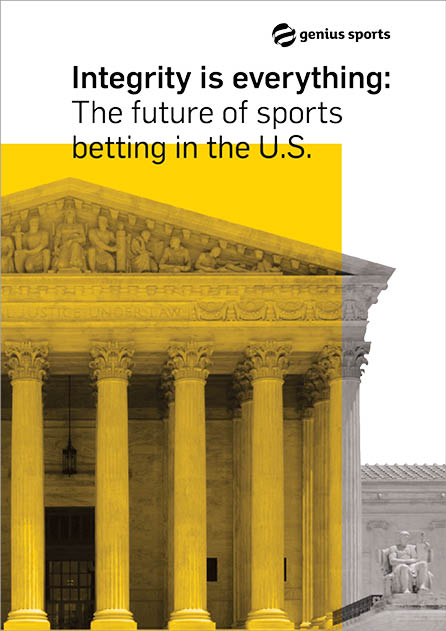 genius sports
Integrity is everything:
The future of sports
betting in the U.S.
JUSTICE UNDER LAW